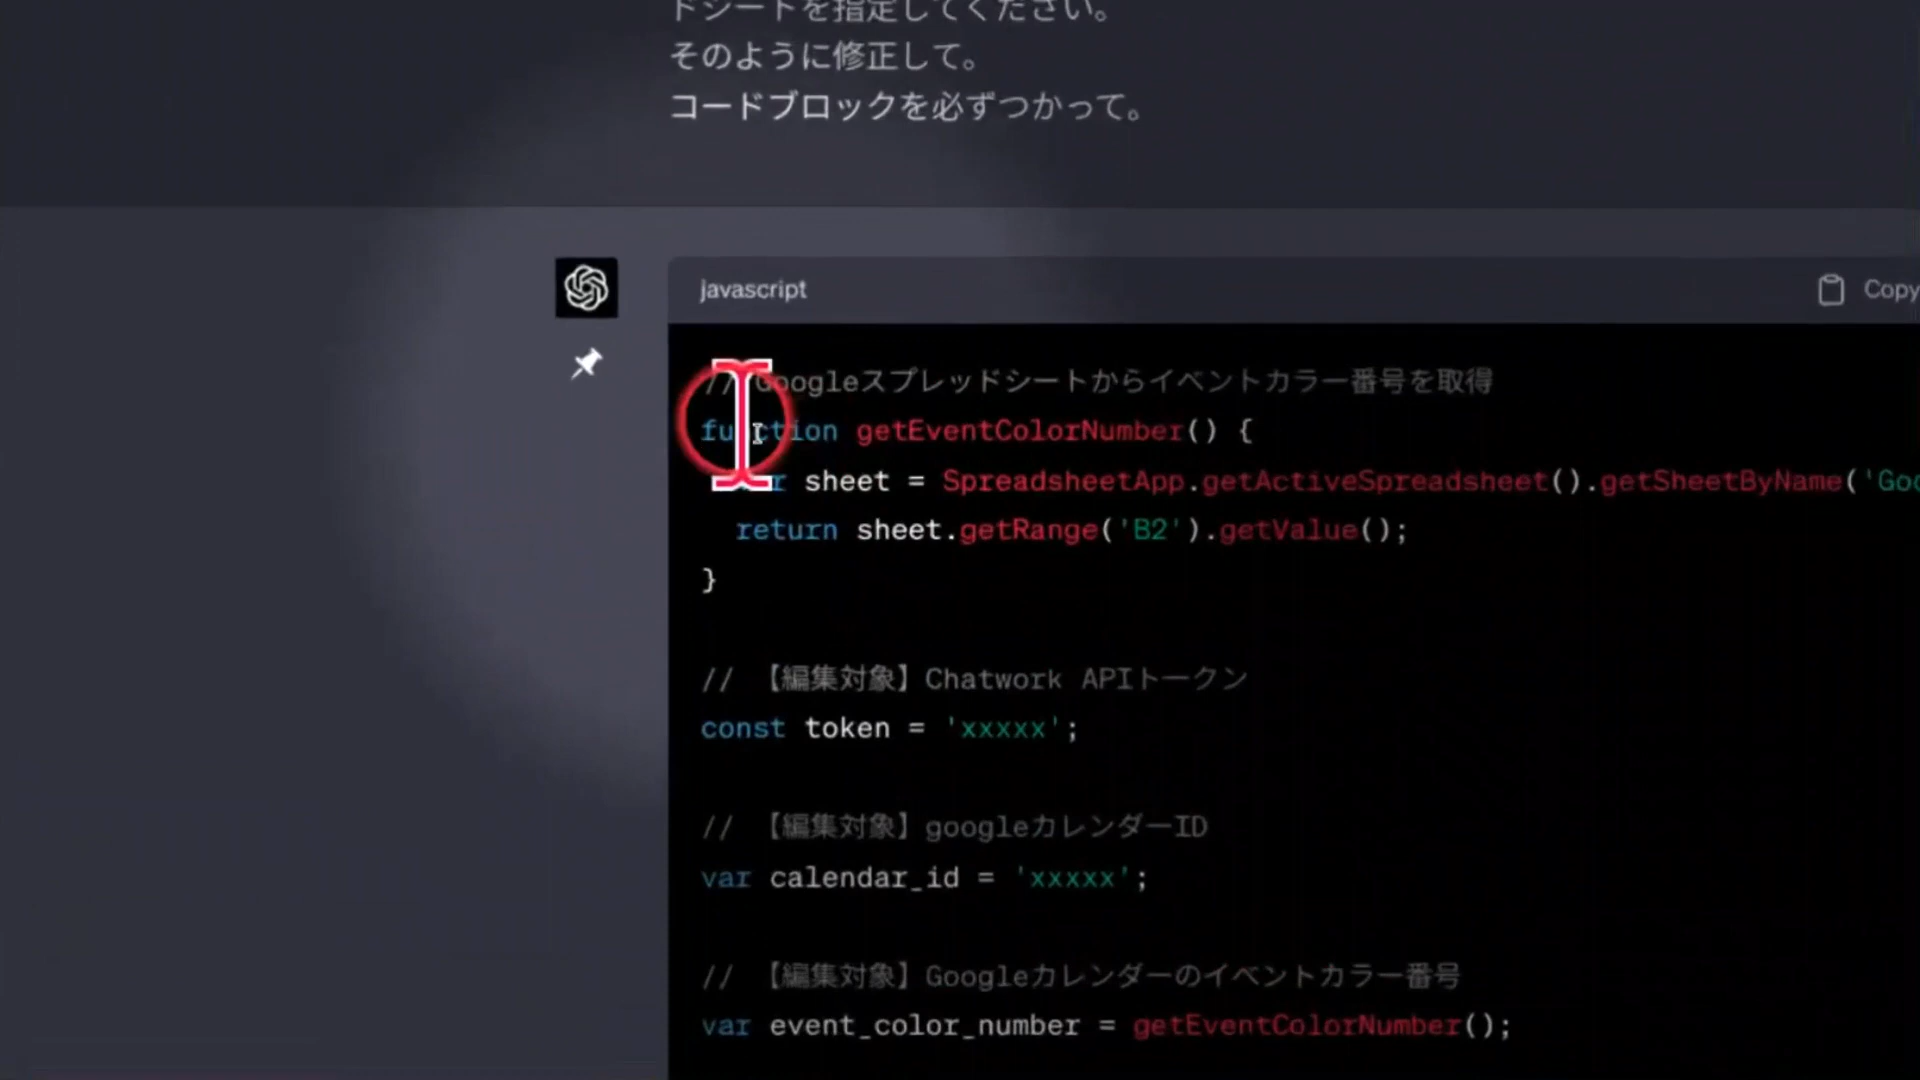 ドシートを指定してください。
そのように修正して。
コードブロックを必ずつかって。
javascript
Copy
// Googleスプレッドシートからイベントカラー番号を取得
function getEventColorNumber() {
var sheet = SpreadsheetApp.getActiveSpreadsheet().getSheetByName('Goo
return sheet.getRange('B2').getValue();
}
// 【編集対象】Chatwork APIトークン
const token = 'xxxxx';
// 【編集対象】googleカレンダーID
var calendar_id = 'xxxxx';
// 【編集対象】Googleカレンダーのイベントカラー番号
var event_color_number = getEventColorNumber();